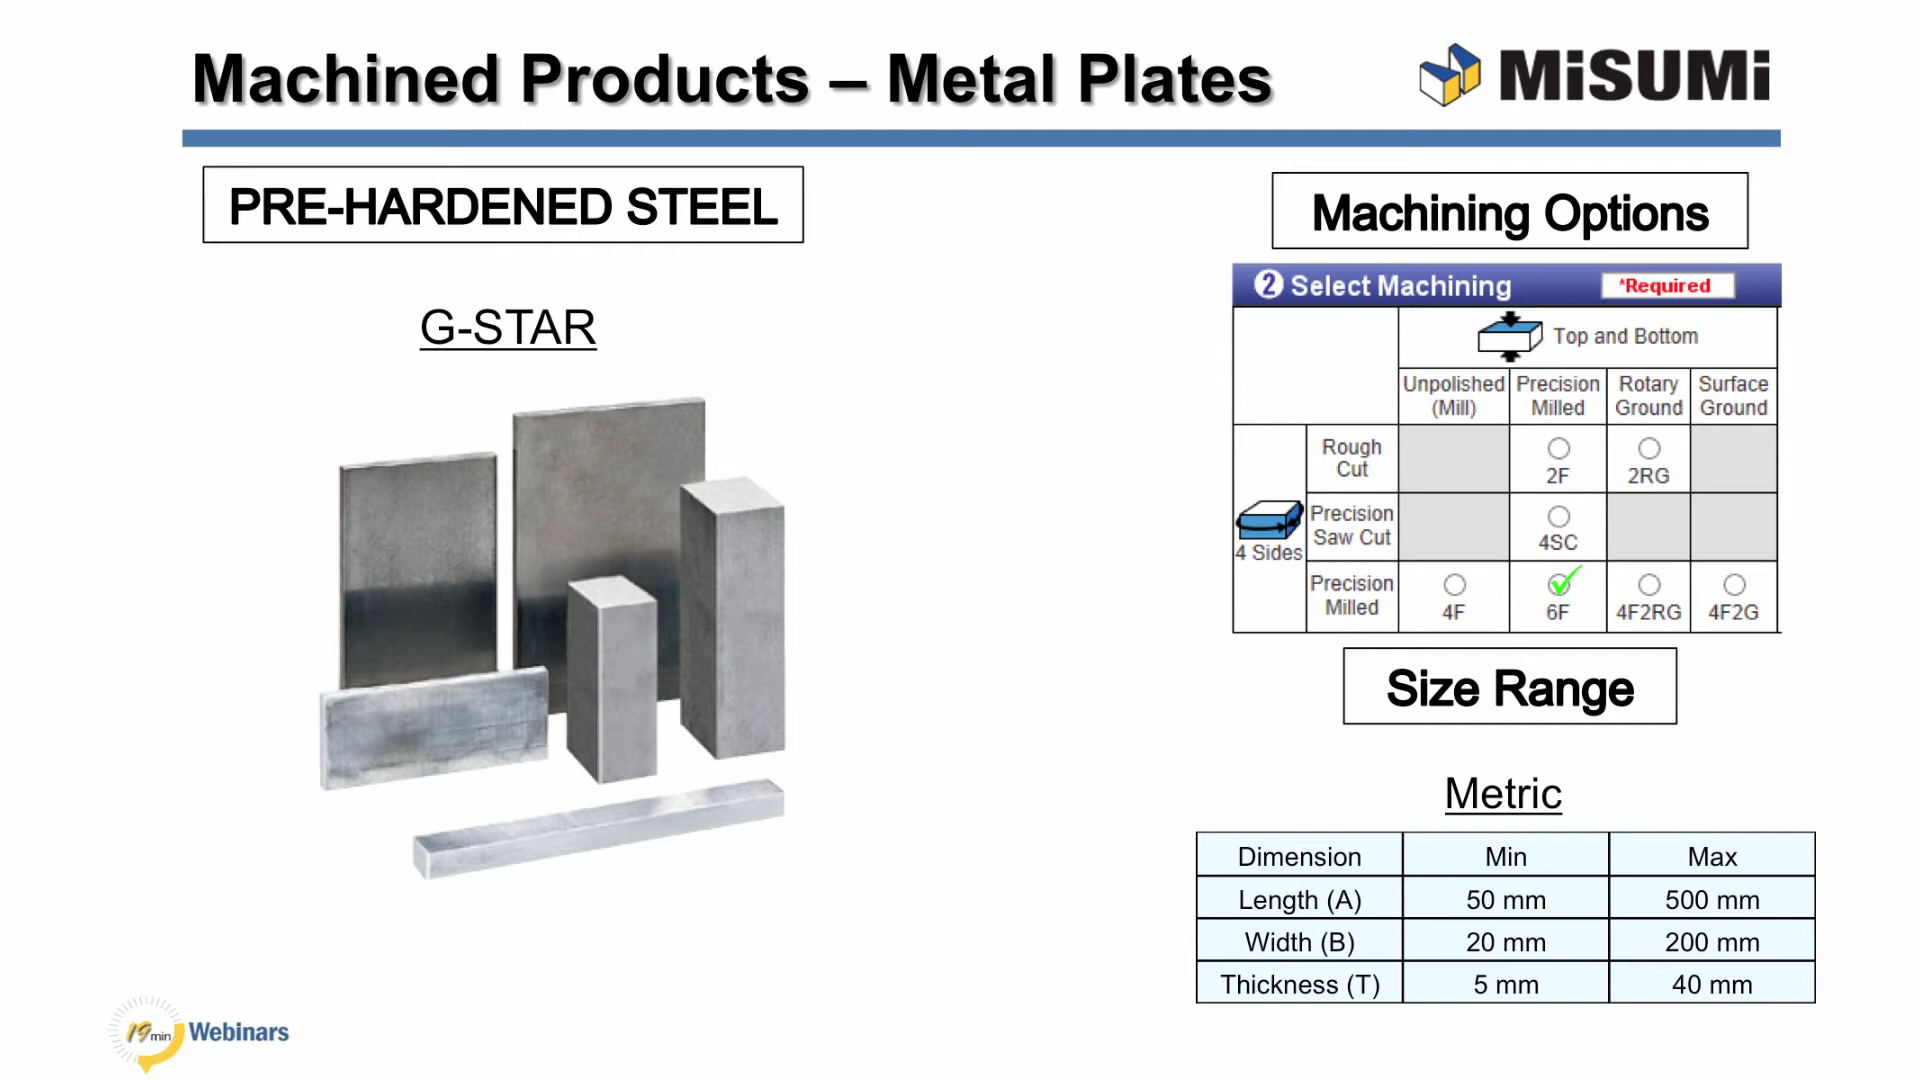 Machined Products – Metal Plates
MiSUMi
PRE-HARDENED STEEL
G-STAR
Machining Options
2 Select Machining *Required
Top and Bottom
Unpolished (Mill)
Precision Milled
Rotary Ground
Surface Ground
4 Sides
Rough Cut
2F
2RG
Precision Saw Cut
4SC
Precision Milled
4F
6F
4F2RG
4F2G
Size Range
Metric
Dimension Min Max
Length (A) 50 mm 500 mm
Width (B) 20 mm 200 mm
Thickness (T) 5 mm 40 mm
19 min Webinars